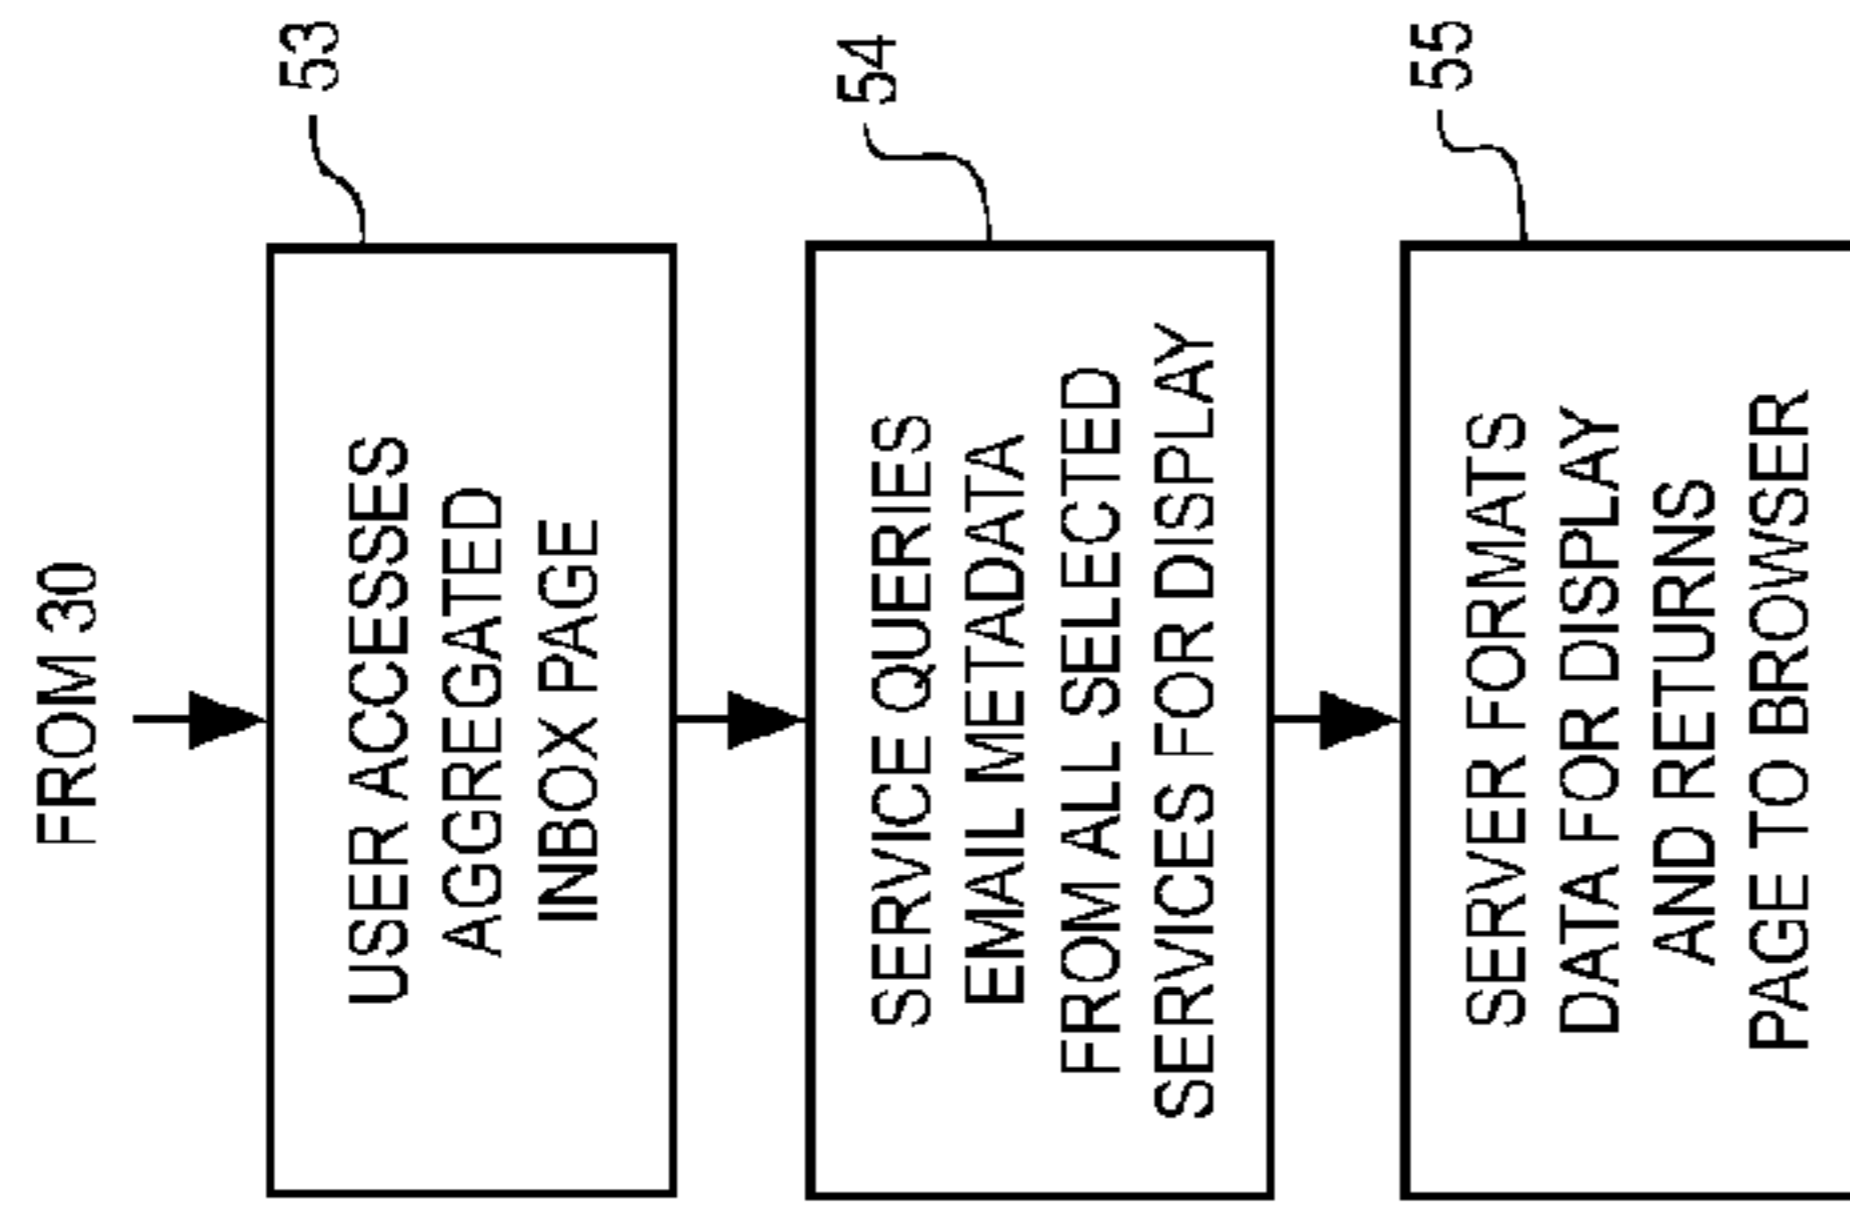 FROM 30
53
USER ACCESSES
AGGREGATED
INBOX PAGE
54
SERVICE QUERIES
EMAIL METADATA
FROM ALL SELECTED
SERVICES FOR DISPLAY
55
SERVER FORMATS
DATA FOR DISPLAY
AND RETURNS
PAGE TO BROWSER